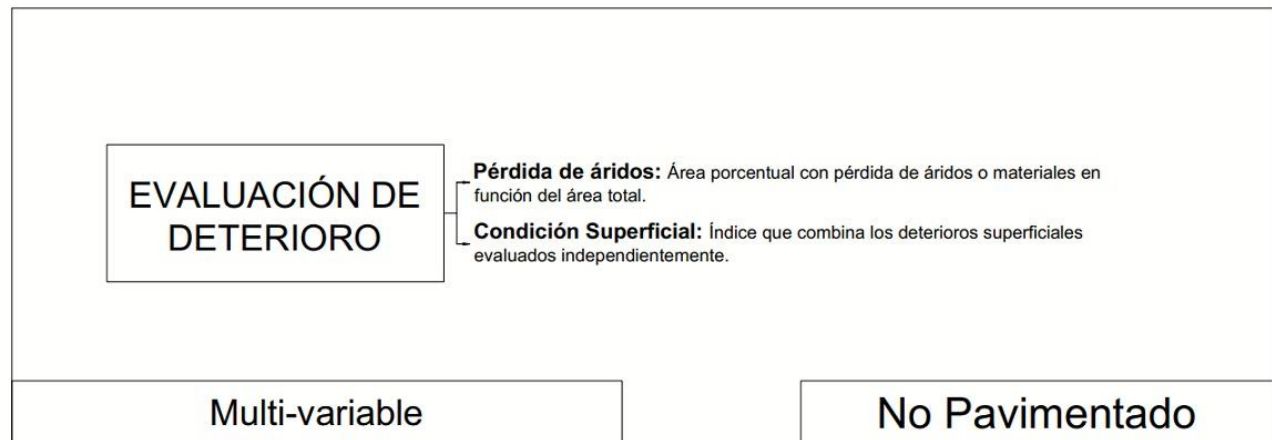 EVALUACIÓN DE
DETERIORO
Pérdida de áridos: Área porcentual con pérdida de áridos o materiales en
función del área total.
Condición Superficial: Índice que combina los deterioros superficiales
evaluados independientemente.
Multi-variable
No Pavimentado